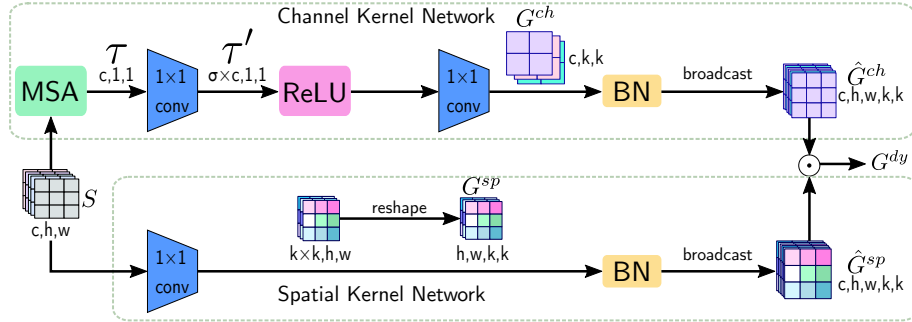 Channel Kernel Network
MSA
τ
c,1,1
1×1
conv
τ′
σ×c,1,1
ReLU
1×1
conv
G^{ch}
c,k,k
BN
broadcast
Ĝ^{ch}
c,h,w,k,k
S
c,h,w
⊙
G^{dy}
1×1
conv
k×k,h,w
reshape
G^{sp}
h,w,k,k
BN
broadcast
Ĝ^{sp}
c,h,w,k,k
Spatial Kernel Network